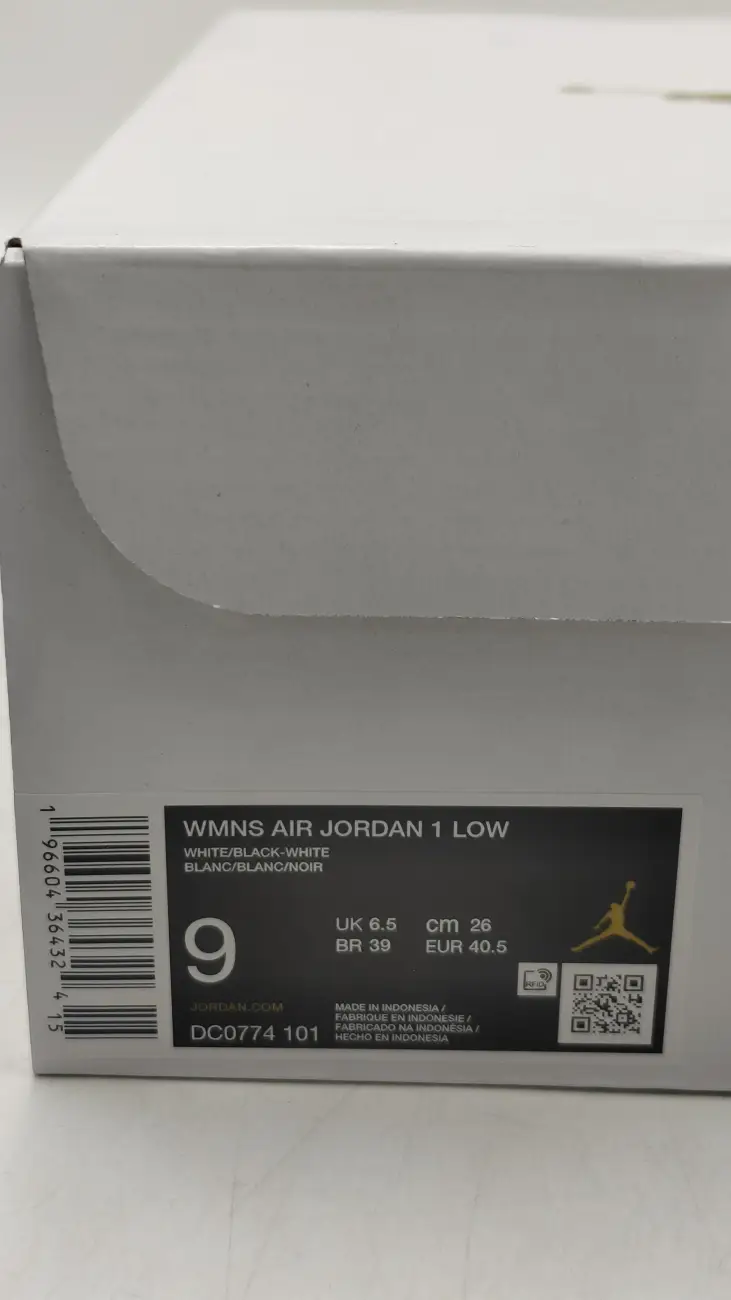 WMNS AIR JORDAN 1 LOW
WHITE/BLACK-WHITE
BLANC/BLANC/NOIR
9
UK 6.5 cm 26
BR 39 EUR 40.5
RFID
JORDAN.COM
DC0774 101
MADE IN INDONESIA /
FABRIQUE EN INDONESIE /
FABRICADO NA INDONÉSIA /
HECHO EN INDONESIA
1 96604 36432 4 15